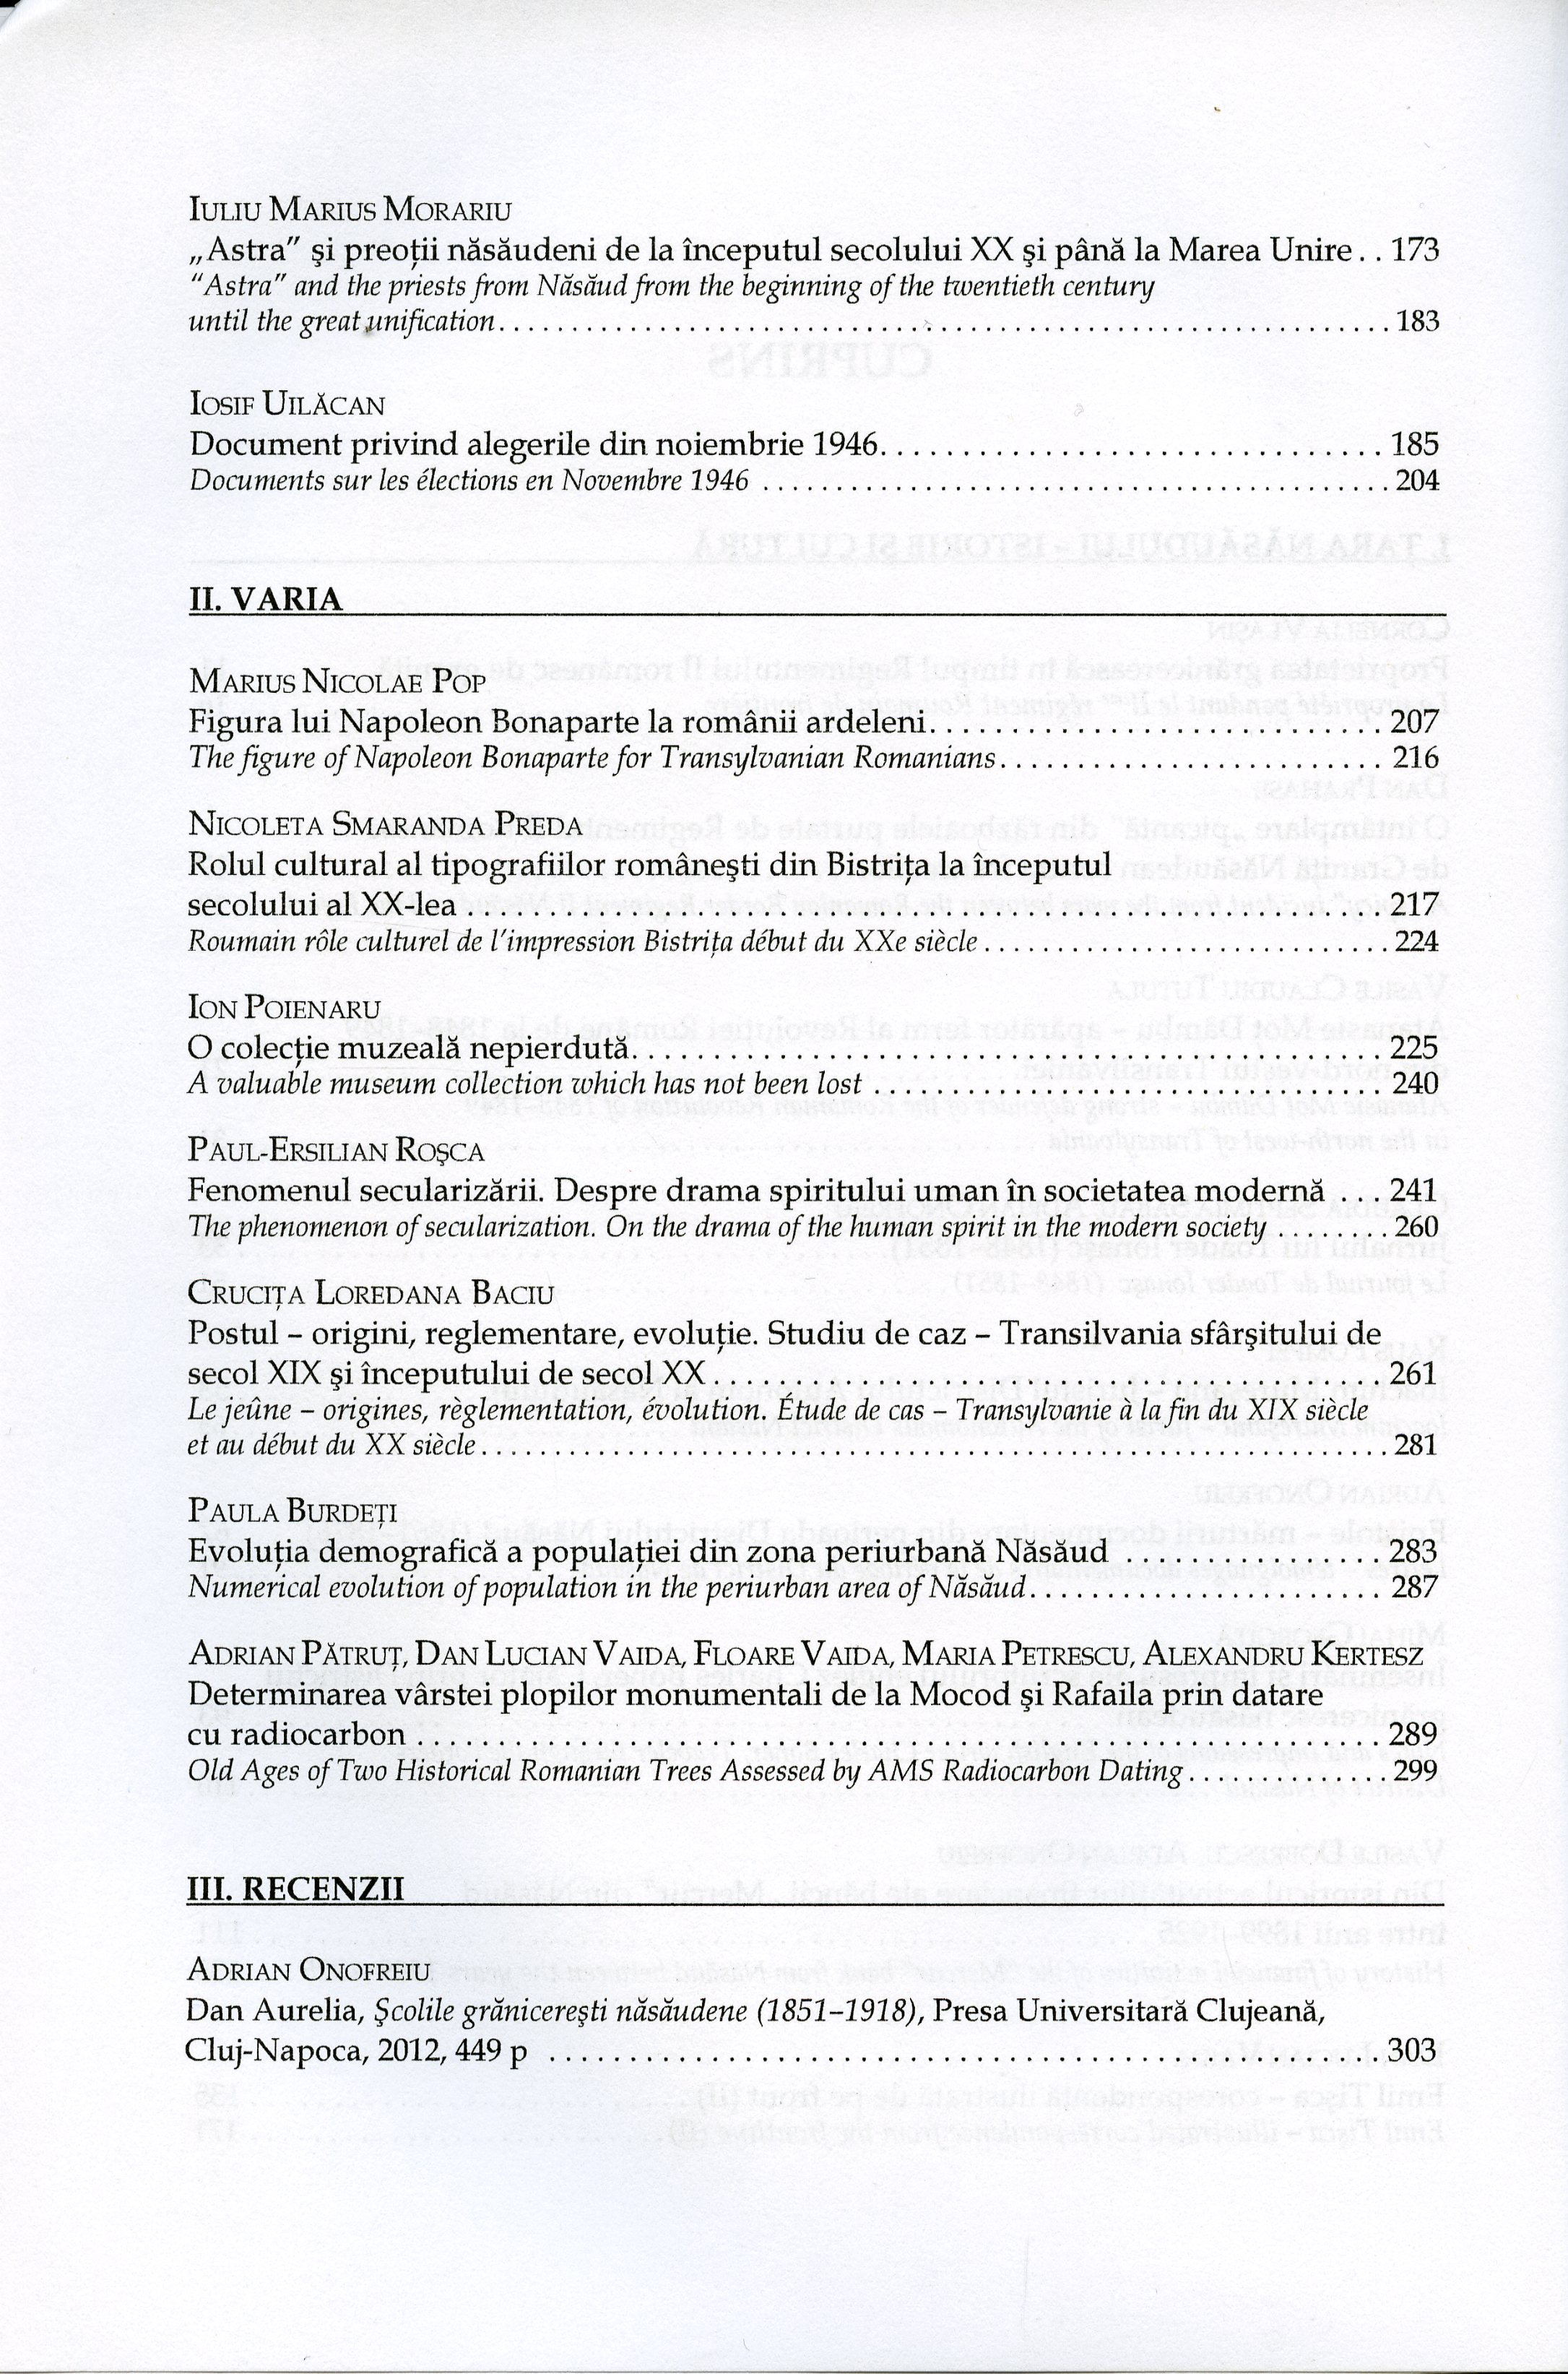 IULIU MARIUS MORARIU
„Astra” şi preoţii năsăudeni de la începutul secolului XX şi până la Marea Unire . . 173
“Astra” and the priests from Năsăud from the beginning of the twentieth century
until the great unification . . . . . . . . . . 183
IOSIF UILĂCAN
Document privind alegerile din noiembrie 1946. . . . . . . . . . 185
Documents sur les élections en Novembre 1946 . . . . . . . . . . 204
II. VARIA
MARIUS NICOLAE POP
Figura lui Napoleon Bonaparte la românii ardeleni. . . . . . . . . . 207
The figure of Napoleon Bonaparte for Transylvanian Romanians. . . . . . . . . . 216
NICOLETA SMARANDA PREDA
Rolul cultural al tipografiilor româneşti din Bistriţa la începutul
secolului al XX-lea . . . . . . . . . . 217
Roumain rôle culturel de l’impression Bistriţa début du XXe siècle . . . . . . . . . . 224
ION POIENARU
O colecţie muzeală nepierdută. . . . . . . . . . 225
A valuable museum collection which has not been lost . . . . . . . . . . 240
PAUL-ERSILIAN ROŞCA
Fenomenul secularizării. Despre drama spiritului uman în societatea modernă . . . 241
The phenomenon of secularization. On the drama of the human spirit in the modern society . . . . . . . . 260
CRUCIŢA LOREDANA BACIU
Postul – origini, reglementare, evoluţie. Studiu de caz – Transilvania sfârşitului de
secol XIX şi începutului de secol XX . . . . . . . . . . 261
Le jeûne – origines, règlementation, évolution. Étude de cas – Transylvanie à la fin du XIX siècle
et au début du XX siècle . . . . . . . . . . 281
PAULA BURDEŢI
Evoluţia demografică a populaţiei din zona periurbană Năsăud . . . . . . . . . . 283
Numerical evolution of population in the periurban area of Năsăud. . . . . . . . . . 287
ADRIAN PĂTRUŢ, DAN LUCIAN VAIDA, FLOARE VAIDA, MARIA PETRESCU, ALEXANDRU KERTESZ
Determinarea vârstei plopilor monumentali de la Mocod şi Rafaila prin datare
cu radiocarbon . . . . . . . . . . 289
Old Ages of Two Historical Romanian Trees Assessed by AMS Radiocarbon Dating . . . . . . . . . . 299
III. RECENZII
ADRIAN ONOFREIU
Dan Aurelia, Şcolile grănicereşti năsăudene (1851–1918), Presa Universitară Clujeană,
Cluj-Napoca, 2012, 449 p . . . . . . . . . . 303